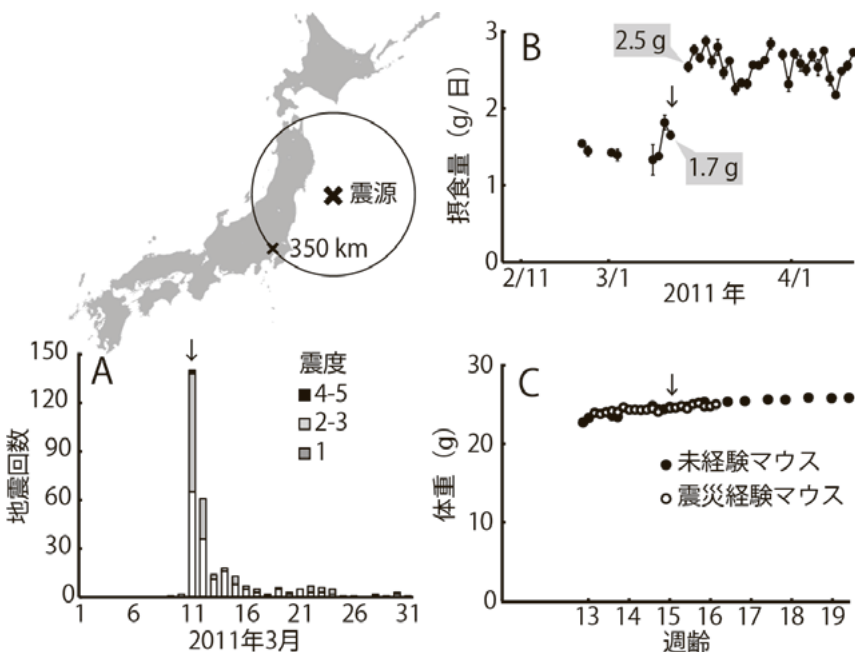 震源
350 km
A
150
120
90
60
30
0
地震回数
震度
4-5
2-3
1
1
6
11
16
21
26
31
2011年3月
B
3
2
1
0
摂食量（g/日）
2.5 g
1.7 g
2/11
3/1
4/1
2011 年
C
30
20
10
0
体重（g）
未経験マウス
震災経験マウス
13
14
15
16
17
18
19
週齢